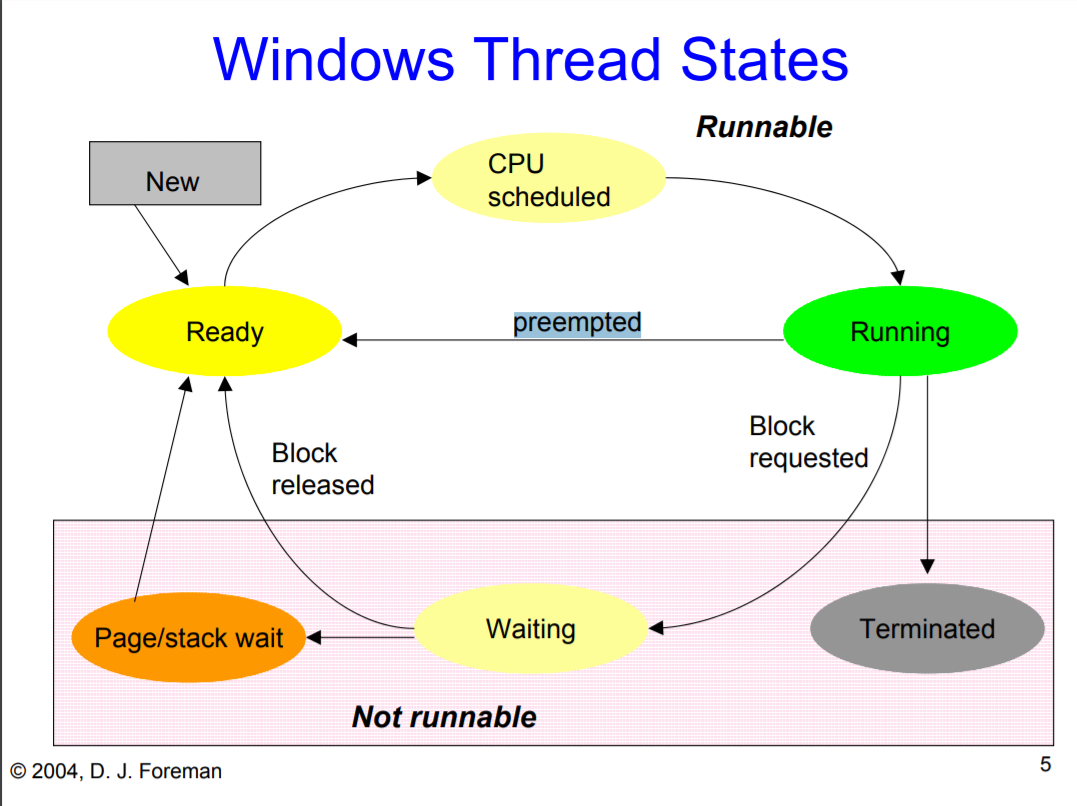 Windows Thread States
Runnable
New
CPU
scheduled
Ready
preempted
Running
Block
released
Block
requested
Page/stack wait
Waiting
Terminated
Not runnable
© 2004, D. J. Foreman
5